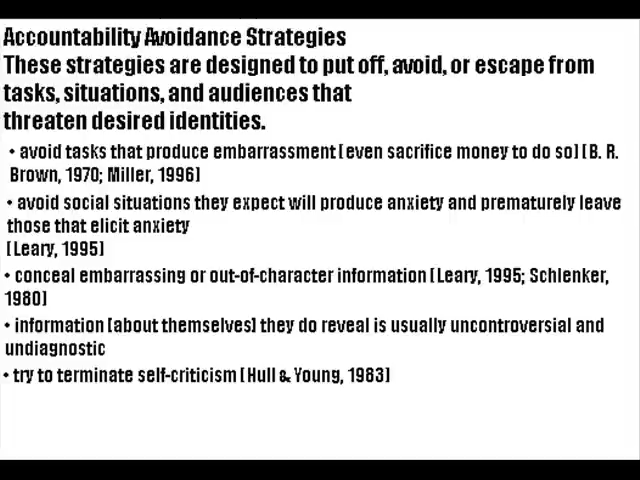 Accountability Avoidance Strategies
These strategies are designed to put off, avoid, or escape from
tasks, situations, and audiences that
threaten desired identities.
• avoid tasks that produce embarrassment [even sacrifice money to do so] [B. R.
Brown, 1970; Miller, 1996]
• avoid social situations they expect will produce anxiety and prematurely leave
those that elicit anxiety
[Leary, 1995]
• conceal embarrassing or out-of-character information [Leary, 1995; Schlenker,
1980]
• information [about themselves] they do reveal is usually uncontroversial and
undiagnostic
• try to terminate self-criticism [Hull & Young, 1983]